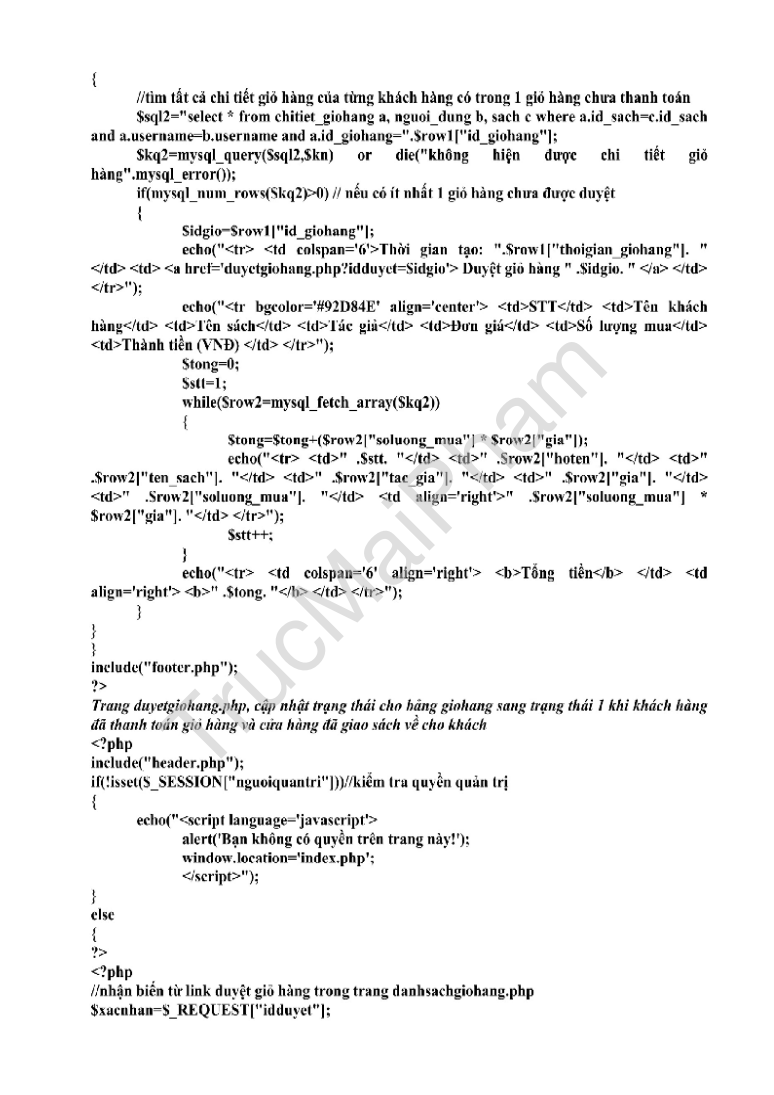 {
//tìm tất cả chi tiết giỏ hàng của từng khách hàng có trong 1 giỏ hàng chưa thanh toán
$sql2="select * from chitiet_giohang a, nguoi_dung b, sach c where a.id_sach=c.id_sach
and a.username=b.username and a.id_giohang=".$row1["id_giohang"];
$kq2=mysql_query($sql2,$kn) or die("không hiện được chi tiết giỏ
hàng".mysql_error());
if(mysql_num_rows($kq2)>0) // nếu có ít nhất 1 giỏ hàng chưa được duyệt
{
$idgio=$row1["id_giohang"];
echo("<tr> <td colspan='6'>Thời gian tạo: ".$row1["thoigian_giohang"]. "
</td> <td> <a href='duyetgiohang.php?idduyet=$idgio'> Duyệt giỏ hàng " .$idgio. " </a> </td>
</tr>");
echo("<tr bgcolor='#92D84E' align='center'> <td>STT</td> <td>Tên khách
hàng</td> <td>Tên sách</td> <td>Tác giả</td> <td>Đơn giá</td> <td>Số lượng mua</td>
<td>Thành tiền (VNĐ) </td> </tr>");
$tong=0;
$stt=1;
while($row2=mysql_fetch_array($kq2))
{
$tong=$tong+($row2["soluong_mua"] * $row2["gia"]);
echo("<tr> <td>" .$stt. "</td> <td>" .$row2["hoten"]. "</td> <td>"
.$row2["ten_sach"]. "</td> <td>" .$row2["tac_gia"]. "</td> <td>" .$row2["gia"]. "</td>
<td>" .$row2["soluong_mua"]. "</td> <td align='right'>" .$row2["soluong_mua"] *
$row2["gia"]. "</td> </tr>");
$stt++;
}
echo("<tr> <td colspan='6' align='right'> <b>Tổng tiền</b> </td> <td
align='right'> <b>" .$tong. "</b> </td> </tr>");
}
}
}
include("footer.php");
?>
Trang duyetgiohang.php, cập nhật trạng thái cho bảng giohang sang trạng thái 1 khi khách hàng
đã thanh toán giỏ hàng và cửa hàng đã giao sách về cho khách
<?php
include("header.php");
if(!isset($_SESSION["nguoiquantri"]))//kiểm tra quyền quản trị
{
echo("<script language='javascript'>
alert('Bạn không có quyền trên trang này!');
window.location='index.php';
</script>");
}
else
{
?>
<?php
//nhận biến từ link duyệt giỏ hàng trong trang danhsachgiohang.php
$xacnhan=$_REQUEST["idduyet"];
TrucMaiPham